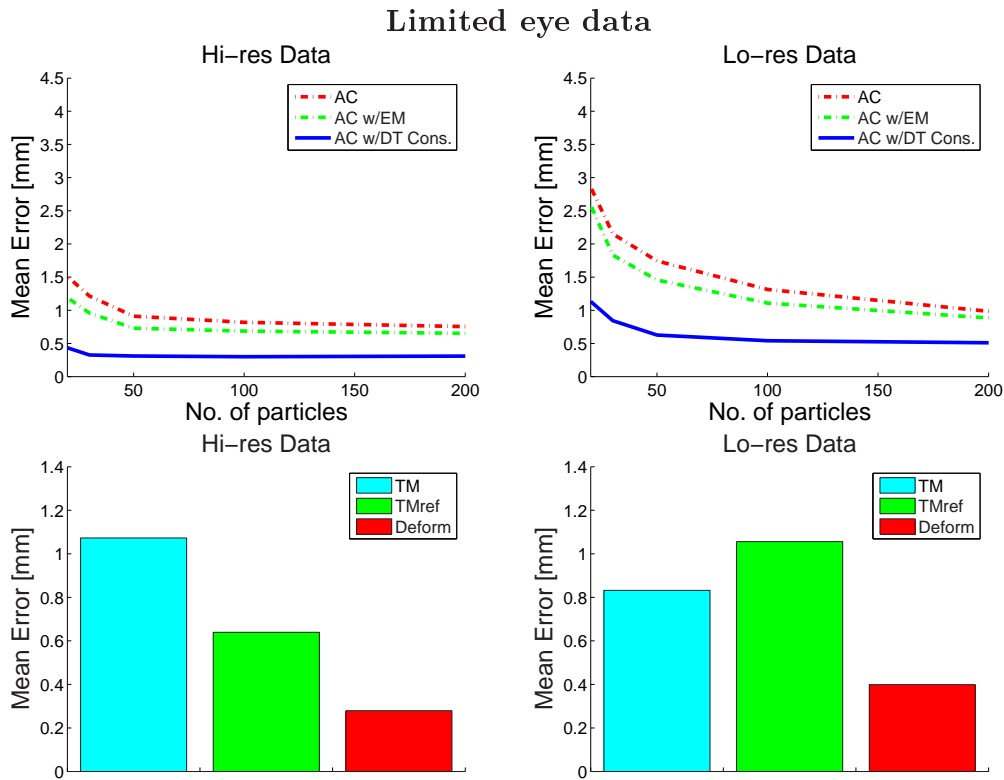 Limited eye data
Hi−res Data
Mean Error [mm]
4.5
4
3.5
3
2.5
2
1.5
1
0.5
0
50
100
150
200
No. of particles
AC
AC w/EM
AC w/DT Cons.
Lo−res Data
Mean Error [mm]
4.5
4
3.5
3
2.5
2
1.5
1
0.5
0
50
100
150
200
No. of particles
AC
AC w/EM
AC w/DT Cons.
Hi−res Data
Mean Error [mm]
1.4
1.2
1
0.8
0.6
0.4
0.2
0
TM
TMref
Deform
Lo−res Data
Mean Error [mm]
1.4
1.2
1
0.8
0.6
0.4
0.2
0
TM
TMref
Deform